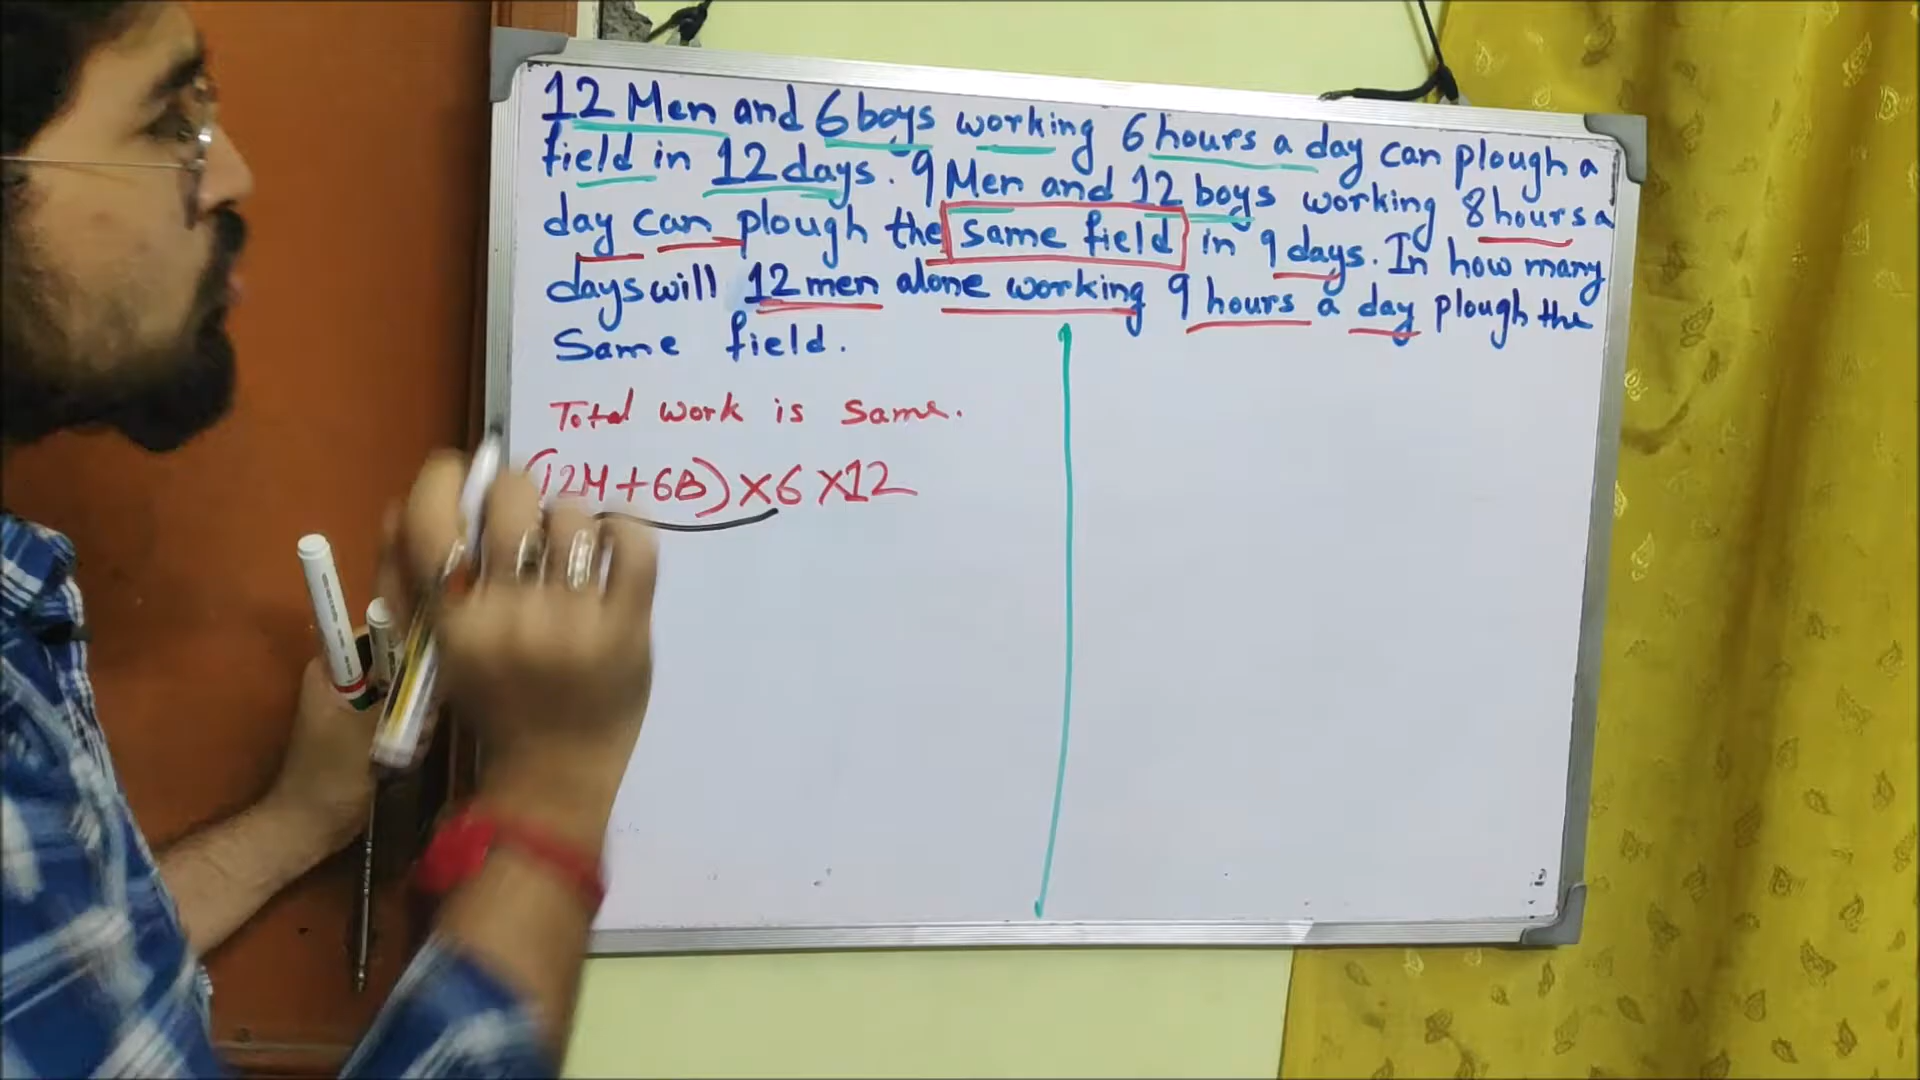 12 Men and 6 boys working 6 hours a day can plough a
field in 12 days. 9 Men and 12 boys working 8 hours a
day can plough the same field in 9 days. In how many
days will 12 men alone working 9 hours a day plough the
Same field.
Total work is same.
(12M+6B) ×6 ×12